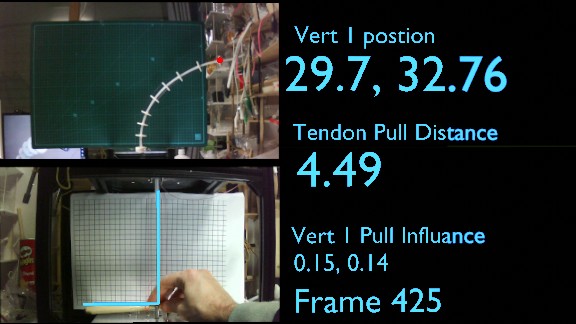 Vert 1 postion
29.7, 32.76
Tendon Pull Distance
4.49
Vert 1 Pull Influance
0.15, 0.14
Frame 425